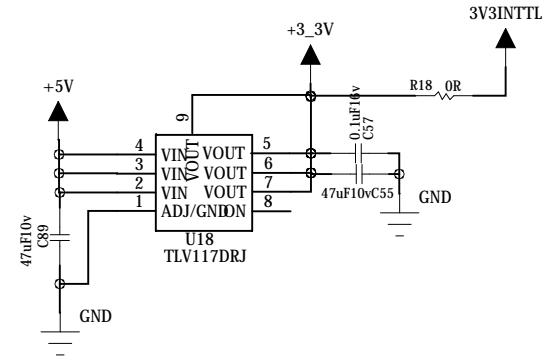 3V3INTTL
+3_3V
R18 0R
+5V
9
VOUT
0.1uF16v
C57
4 VIN VOUT 5
3 VIN VOUT 6
2 VIN VOUT 7
1 ADJ/GND ON 8
47uF10vC55
GND
U18
TLV117DRJ
47uF10v
C89
GND